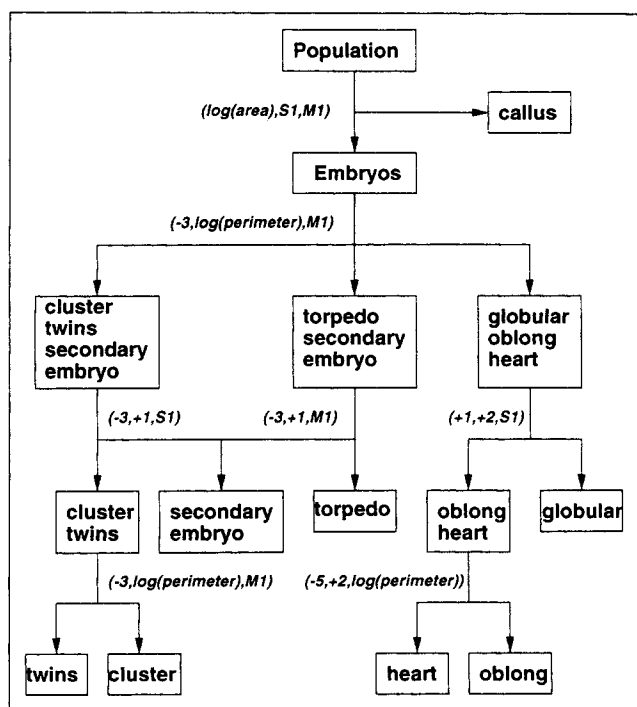 Population
(log(area),S1,M1)
callus
Embryos
(-3,log(perimeter),M1)
cluster
twins
secondary
embryo
torpedo
secondary
embryo
globular
oblong
heart
(-3,+1,S1)
(-3,+1,M1)
(+1,+2,S1)
cluster
twins
secondary
embryo
torpedo
oblong
heart
globular
(-3,log(perimeter),M1)
(-5,+2,log(perimeter))
twins
cluster
heart
oblong